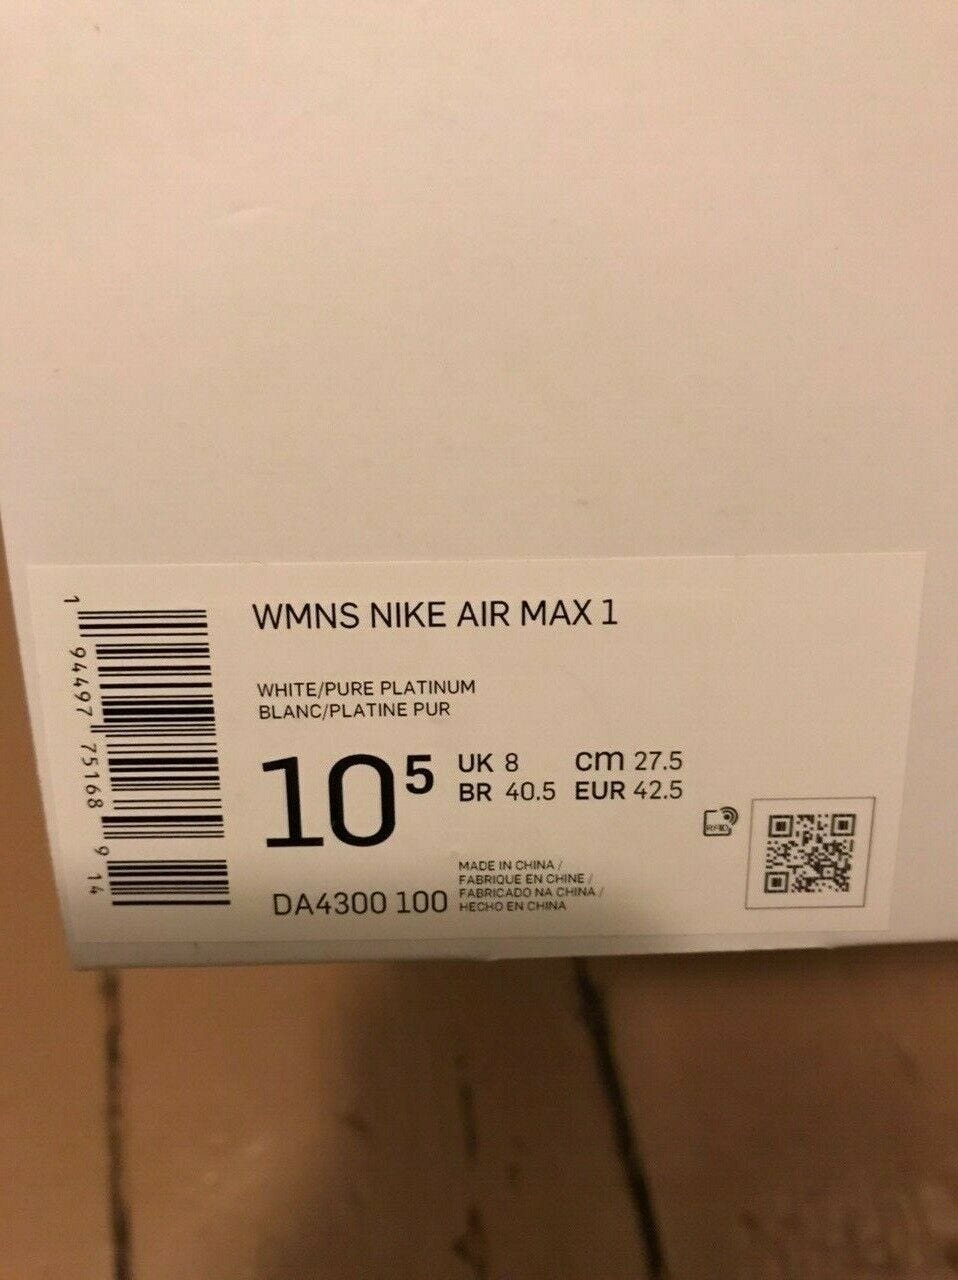 WMNS NIKE AIR MAX 1
WHITE/PURE PLATINUM
BLANC/PLATINE PUR
10⁵
UK 8 cm 27.5
BR 40.5 EUR 42.5
RFID
DA4300 100
MADE IN CHINA /
FABRIQUE EN CHINE /
FABRICADO NA CHINA /
HECHO EN CHINA
1 94497 75168 9 14